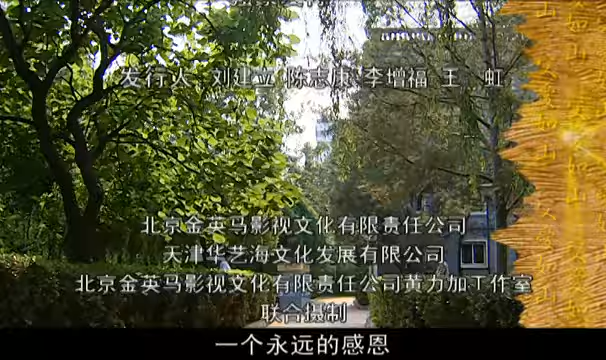 发行人 刘建立 陈志康 李增福 王 虹
北京金英马影视文化有限责任公司
天津华艺海文化发展有限公司
北京金英马影视文化有限责任公司黄力加工作室
联合摄制
一个永远的感恩